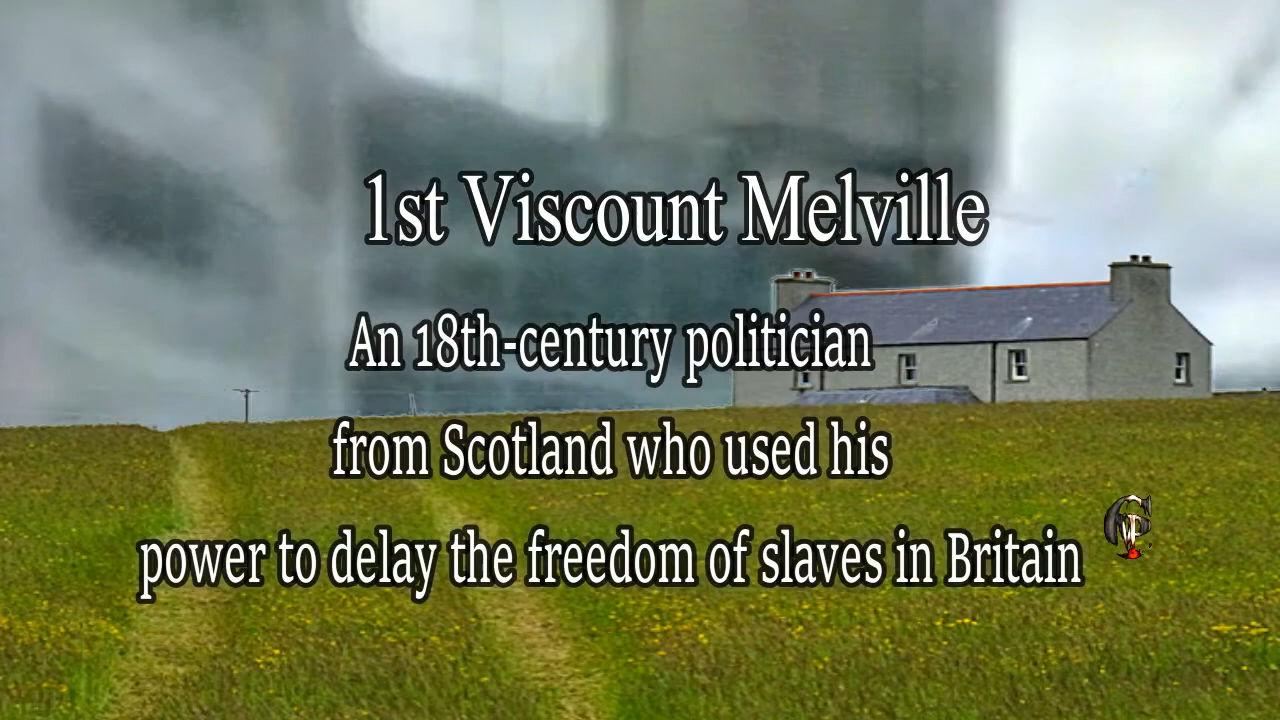 1st Viscount Melville
An 18th-century politician
from Scotland who used his
power to delay the freedom of slaves in Britain